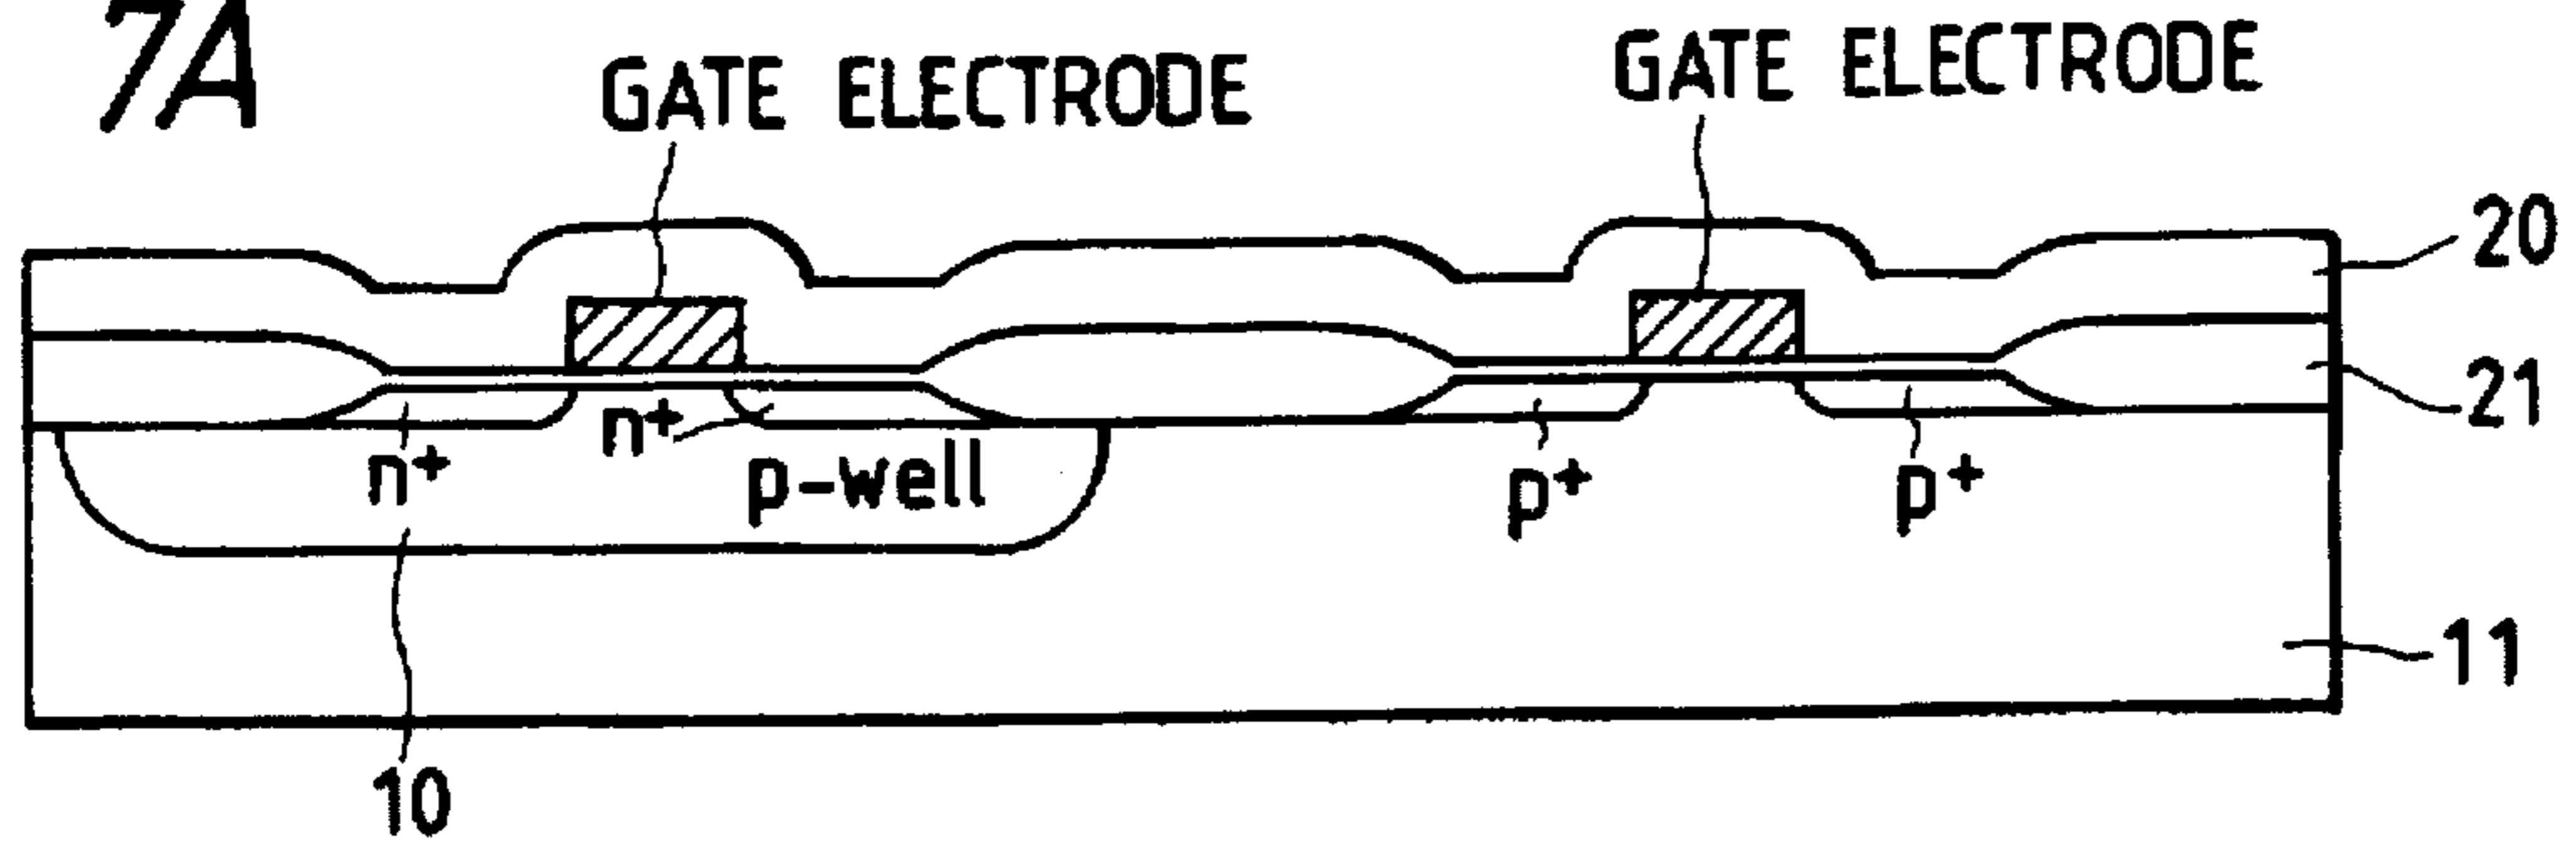 7A
GATE ELECTRODE
GATE ELECTRODE
20
21
n+
n+
p-well
p+
p+
11
10